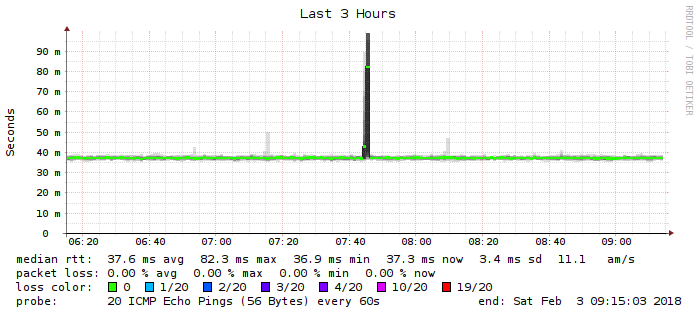 Last 3 Hours
RRDTOOL / TOBI OETIKER
Seconds
90 m
80 m
70 m
60 m
50 m
40 m
30 m
20 m
10 m
0
06:20 06:40 07:00 07:20 07:40 08:00 08:20 08:40 09:00
median rtt: 37.6 ms avg 82.3 ms max 36.9 ms min 37.3 ms now 3.4 ms sd 11.1 am/s
packet loss: 0.00 % avg 0.00 % max 0.00 % min 0.00 % now
loss color: 0 1/20 2/20 3/20 4/20 10/20 19/20
probe: 20 ICMP Echo Pings (56 Bytes) every 60s end: Sat Feb 3 09:15:03 2018